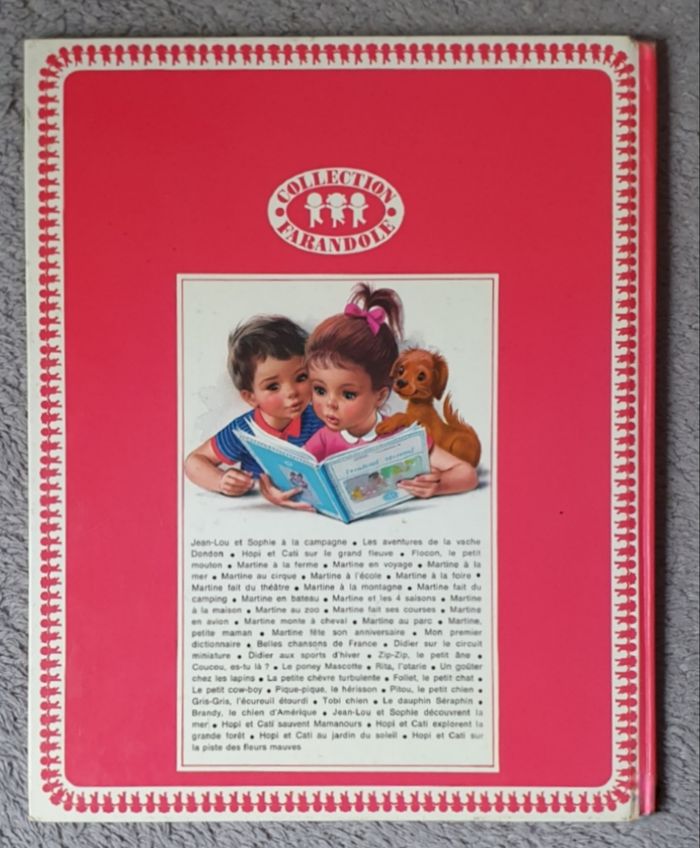 COLLECTION
FARANDOLE
Jean-Lou et Sophie à la campagne • Les aventures de la vache
Dondon • Hopi et Cati sur le grand fleuve • Flocon, le petit
mouton • Martine à la ferme • Martine en voyage • Martine à la
mer • Martine au cirque • Martine à l'école • Martine à la foire •
Martine fait du théâtre • Martine à la montagne • Martine fait du
camping • Martine en bateau • Martine et les 4 saisons • Martine
à la maison • Martine au zoo • Martine fait ses courses • Martine
en avion • Martine monte à cheval • Martine au parc • Martine,
petite maman • Martine fête son anniversaire • Mon premier
dictionnaire • Belles chansons de France • Didier sur le circuit
miniature • Didier aux sports d'hiver • Zip-Zip, le petit âne •
Coucou, es-tu là ? • Le poney Mascotte • Rita, l'otarie • Un goûter
chez les lapins • La petite chèvre turbulente • Follet, le petit chat •
Le petit cow-boy • Pique-pique, le hérisson • Pitou, le petit chien •
Gris-Gris, l'écureuil étourdi • Tobi chien • Le dauphin Séraphin •
Brandy, le chien d'Amérique • Jean-Lou et Sophie découvrent la
mer • Hopi et Cati sauvent Mamanours • Hopi et Cati explorent la
grande forêt • Hopi et Cati au jardin du soleil • Hopi et Cati sur
la piste des fleurs mauves